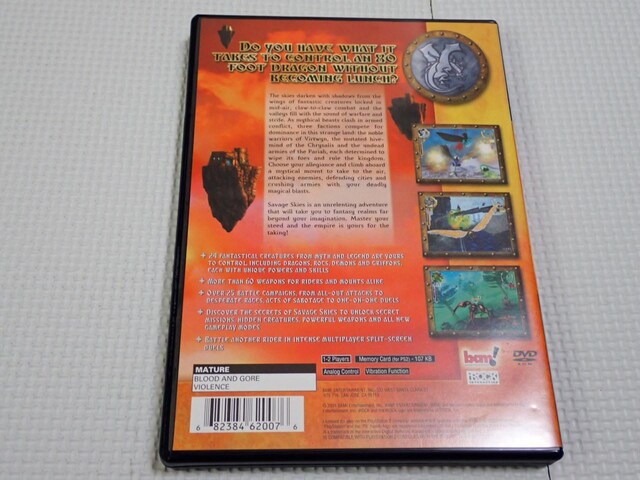 DO YOU HAVE WHAT IT
TAKES TO CONTROL AN 80
FOOT DRAGON WITHOUT
BECOMING LUNCH?
The skies darken with shadows from the
wings of fantastic creatures locked in
mid-air, claw-to-claw combat and the
valleys fill with the sound of warfare and
strife. As mythical beasts clash in armed
conflict, three factions compete for
dominance in this strange land: the noble
warriors of the mutated hive-
mind of the Chrysalis and the undead
armies of the Pariah, each determined to
wipe its foes and rule the kingdom.
Choose your allegiance and climb aboard
a mystical mount to take to the air,
attacking enemies, defending cities and
crushing armies with your deadly
magical blasts.
Savage Skies is an unrelenting adventure
that will take you to fantasy realms far
beyond your imagination. Master your
steed and the empire is yours for the
taking!
+ 24 FANTASTICAL CREATURES FROM MYTH AND LEGEND ARE YOURS
TO CONTROL, INCLUDING DRAGONS, ROCS, DEMONS AND GRIFFONS,
EACH WITH UNIQUE POWERS AND SKILLS
+ MORE THAN 60 WEAPONS FOR RIDERS AND MOUNTS ALIKE
+ OVER 25 BATTLE CAMPAIGNS, FROM ALL-OUT ATTACKS TO
DESPERATE RACES, ACTS OF SABOTAGE TO ONE-ON-ONE DUELS
+ DISCOVER THE SECRETS OF SAVAGE SKIES TO UNLOCK SECRET
MISSIONS, HIDDEN CREATURES, POWERFUL WEAPONS AND ALL NEW
GAMEPLAY MODES
+ BATTLE ANOTHER RIDER IN INTENSE MULTIPLAYER SPLIT-SCREEN
DUELS
1-2 Players
Memory Card (for PS2) - 107 KB
Analog Control
Vibration Function
bam!
iROCK
DVD
MATURE
BLOOD AND GORE
VIOLENCE
6 82384 62007 6